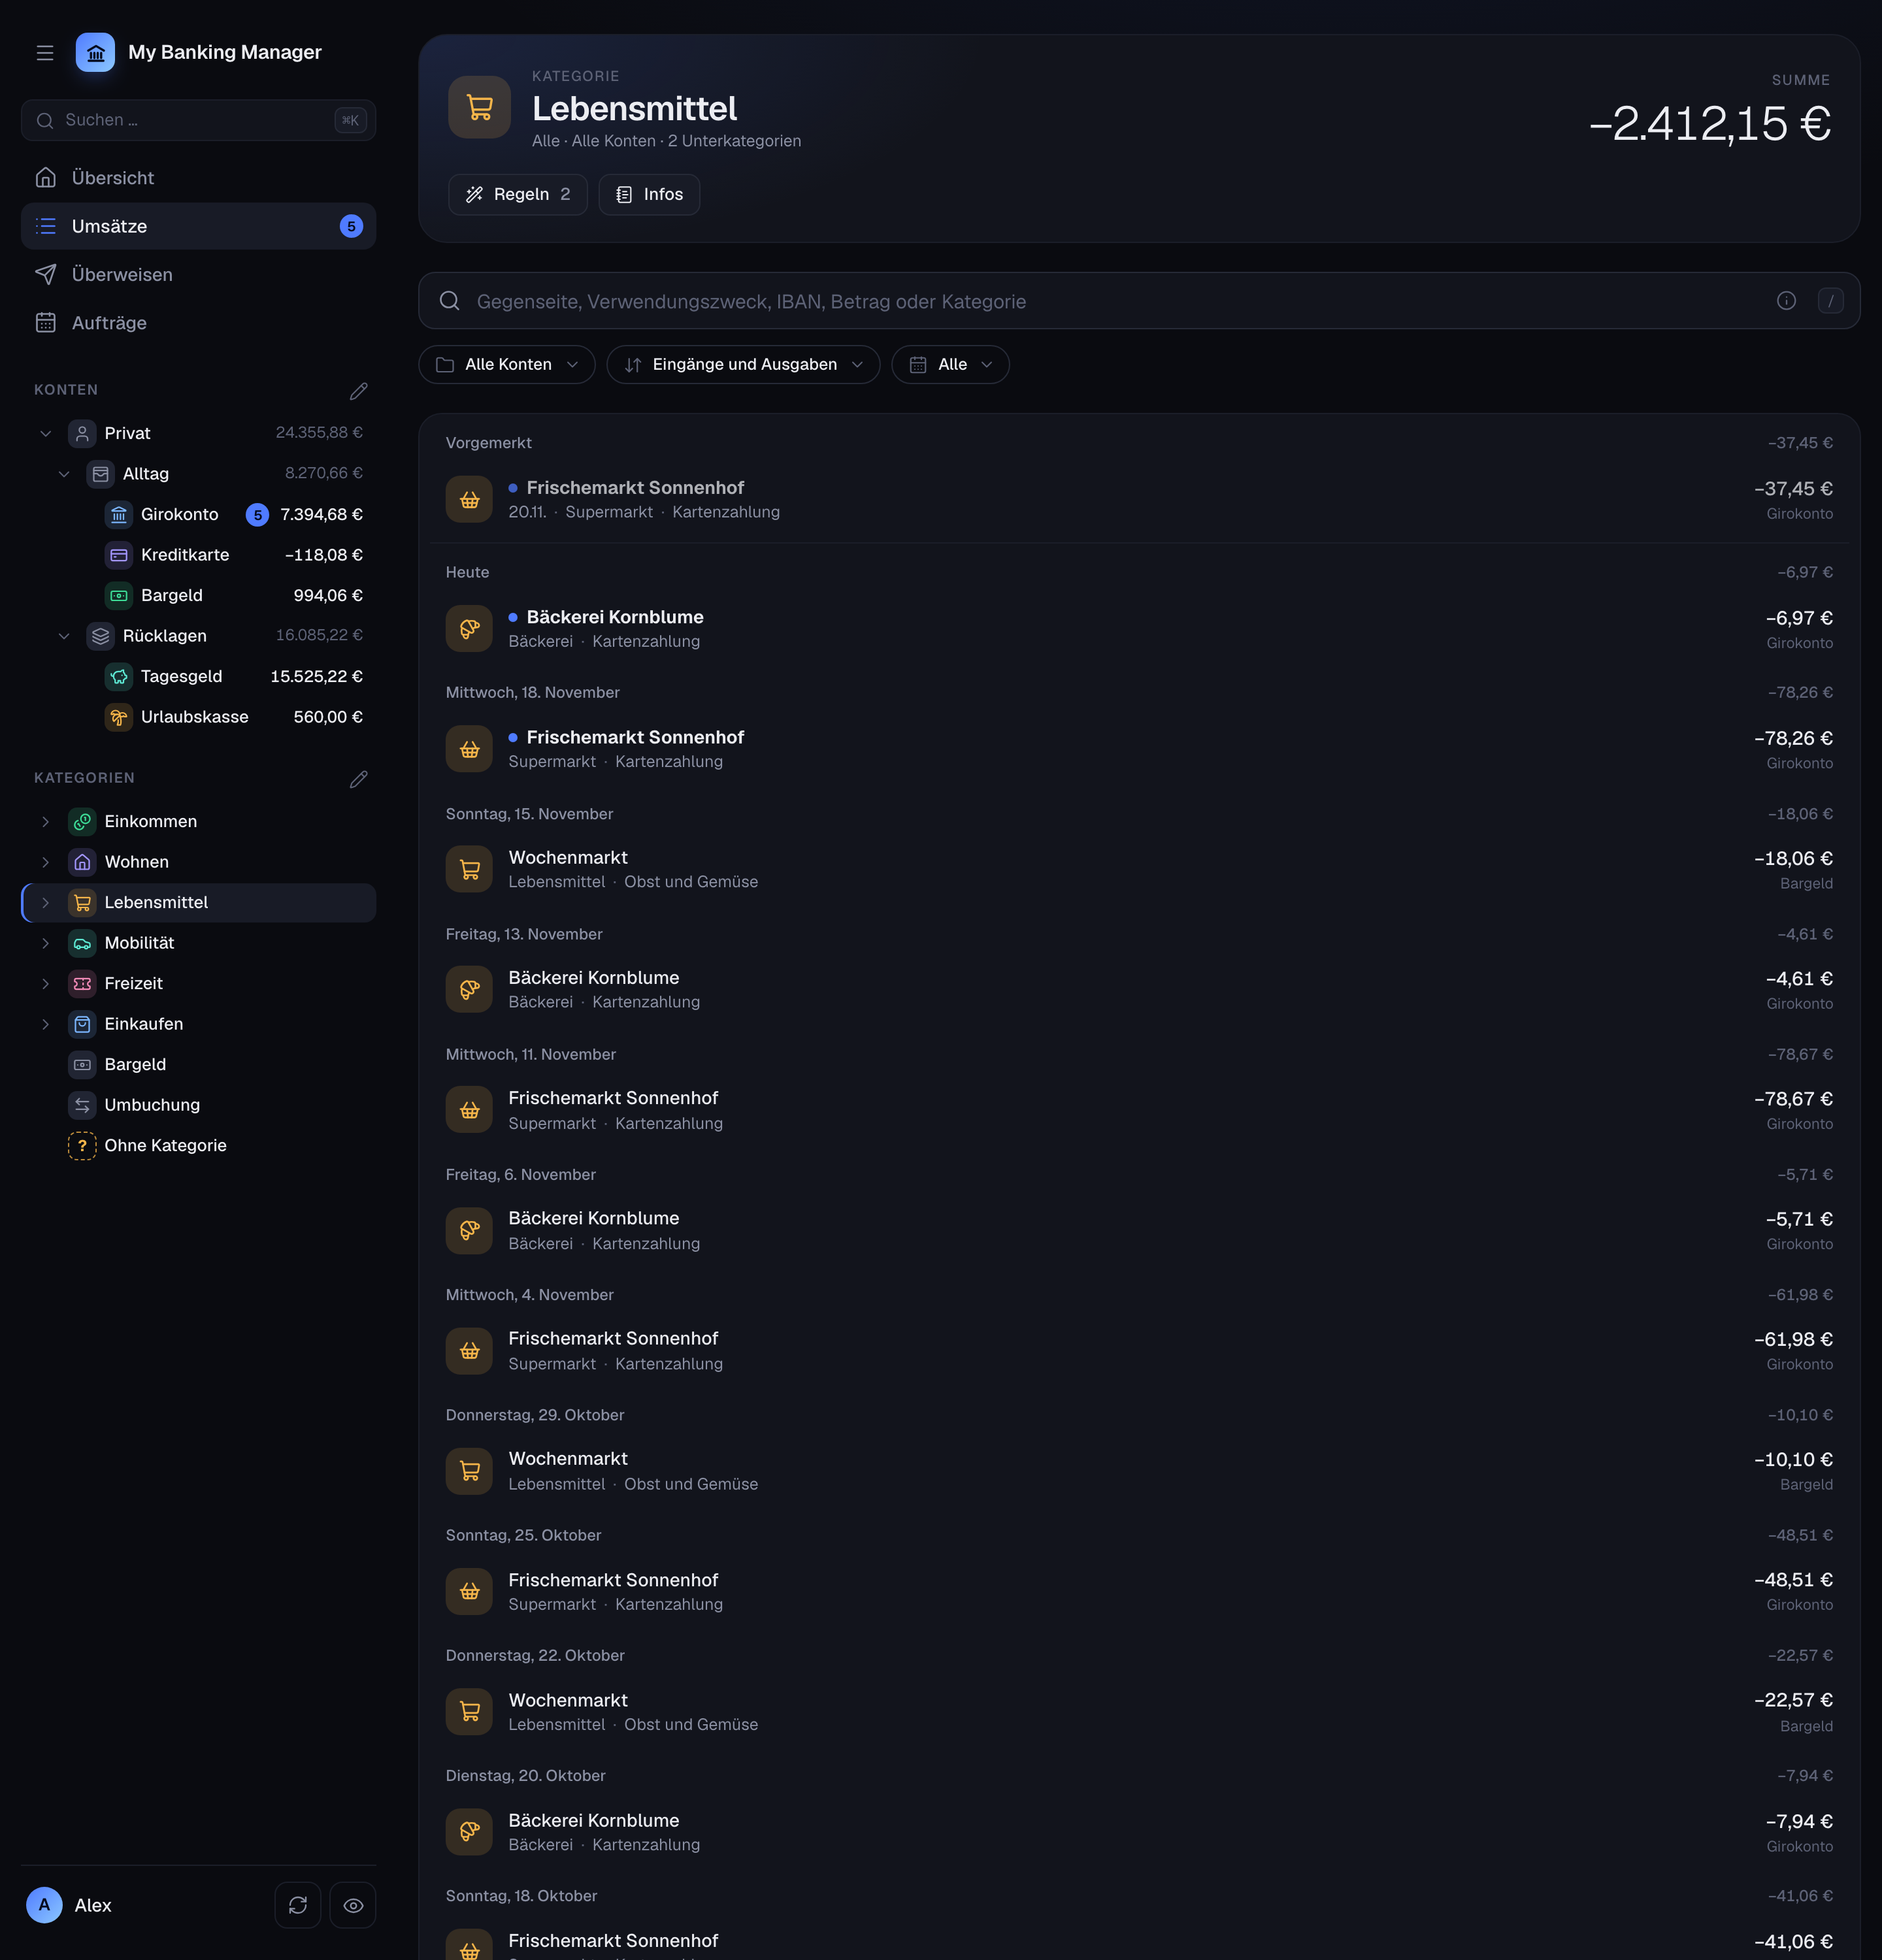 My Banking Manager
Suchen …
⌘K
Übersicht
Umsätze 5
Überweisen
Aufträge
KONTEN
Privat 24.355,88 €
Alltag 8.270,66 €
Girokonto 5 7.394,68 €
Kreditkarte −118,08 €
Bargeld 994,06 €
Rücklagen 16.085,22 €
Tagesgeld 15.525,22 €
Urlaubskasse 560,00 €
KATEGORIEN
Einkommen
Wohnen
Lebensmittel
Mobilität
Freizeit
Einkaufen
Bargeld
Umbuchung
? Ohne Kategorie
A Alex
KATEGORIE
Lebensmittel
Alle · Alle Konten · 2 Unterkategorien
SUMME
−2.412,15 €
Regeln 2
Infos
Gegenseite, Verwendungszweck, IBAN, Betrag oder Kategorie /
Alle Konten
Eingänge und Ausgaben
Alle
Vorgemerkt −37,45 €
Frischemarkt Sonnenhof −37,45 €
20.11. · Supermarkt · Kartenzahlung Girokonto
Heute −6,97 €
Bäckerei Kornblume −6,97 €
Bäckerei · Kartenzahlung Girokonto
Mittwoch, 18. November −78,26 €
Frischemarkt Sonnenhof −78,26 €
Supermarkt · Kartenzahlung Girokonto
Sonntag, 15. November −18,06 €
Wochenmarkt −18,06 €
Lebensmittel · Obst und Gemüse Bargeld
Freitag, 13. November −4,61 €
Bäckerei Kornblume −4,61 €
Bäckerei · Kartenzahlung Girokonto
Mittwoch, 11. November −78,67 €
Frischemarkt Sonnenhof −78,67 €
Supermarkt · Kartenzahlung Girokonto
Freitag, 6. November −5,71 €
Bäckerei Kornblume −5,71 €
Bäckerei · Kartenzahlung Girokonto
Mittwoch, 4. November −61,98 €
Frischemarkt Sonnenhof −61,98 €
Supermarkt · Kartenzahlung Girokonto
Donnerstag, 29. Oktober −10,10 €
Wochenmarkt −10,10 €
Lebensmittel · Obst und Gemüse Bargeld
Sonntag, 25. Oktober −48,51 €
Frischemarkt Sonnenhof −48,51 €
Supermarkt · Kartenzahlung Girokonto
Donnerstag, 22. Oktober −22,57 €
Wochenmarkt −22,57 €
Lebensmittel · Obst und Gemüse Bargeld
Dienstag, 20. Oktober −7,94 €
Bäckerei Kornblume −7,94 €
Bäckerei · Kartenzahlung Girokonto
Sonntag, 18. Oktober −41,06 €
Frischemarkt Sonnenhof −41,06 €